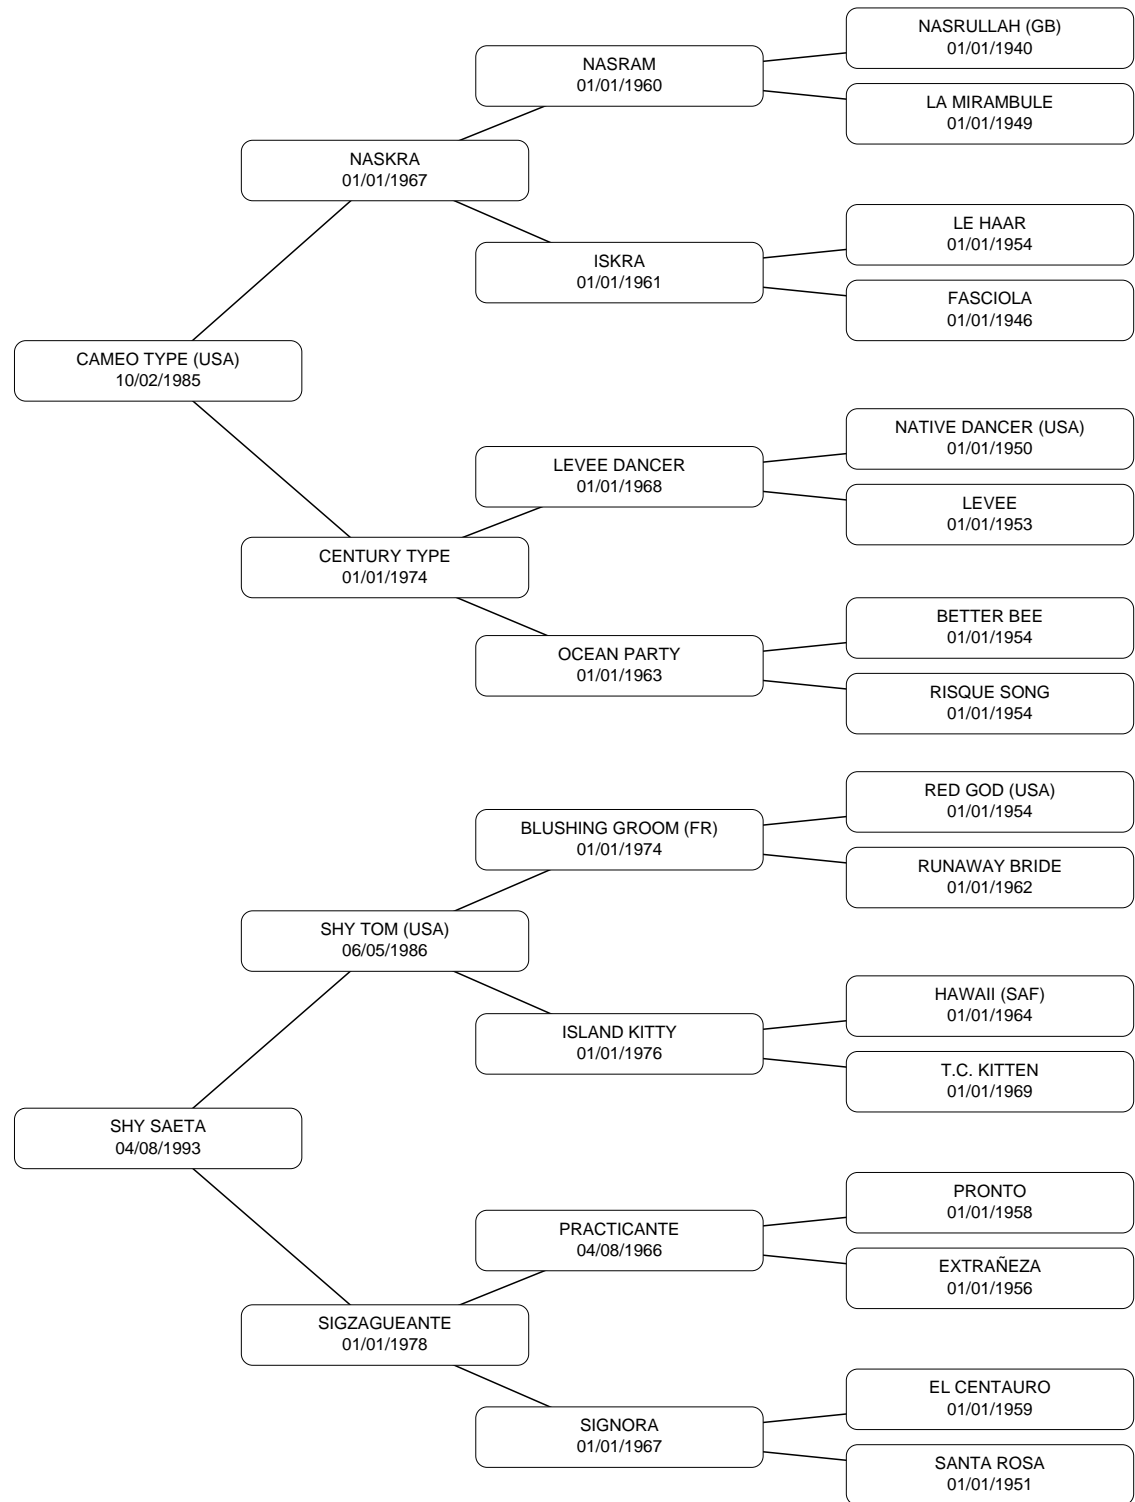 NASRULLAH (GB)
01/01/1940
NASRAM
01/01/1960
LA MIRAMBULE
01/01/1949
NASKRA
01/01/1967
LE HAAR
01/01/1954
ISKRA
01/01/1961
FASCIOLA
01/01/1946
CAMEO TYPE (USA)
10/02/1985
NATIVE DANCER (USA)
01/01/1950
LEVEE DANCER
01/01/1968
LEVEE
01/01/1953
CENTURY TYPE
01/01/1974
BETTER BEE
01/01/1954
OCEAN PARTY
01/01/1963
RISQUE SONG
01/01/1954
RED GOD (USA)
01/01/1954
BLUSHING GROOM (FR)
01/01/1974
RUNAWAY BRIDE
01/01/1962
SHY TOM (USA)
06/05/1986
HAWAII (SAF)
01/01/1964
ISLAND KITTY
01/01/1976
T.C. KITTEN
01/01/1969
SHY SAETA
04/08/1993
PRONTO
01/01/1958
PRACTICANTE
04/08/1966
EXTRAÑEZA
01/01/1956
SIGZAGUEANTE
01/01/1978
EL CENTAURO
01/01/1959
SIGNORA
01/01/1967
SANTA ROSA
01/01/1951